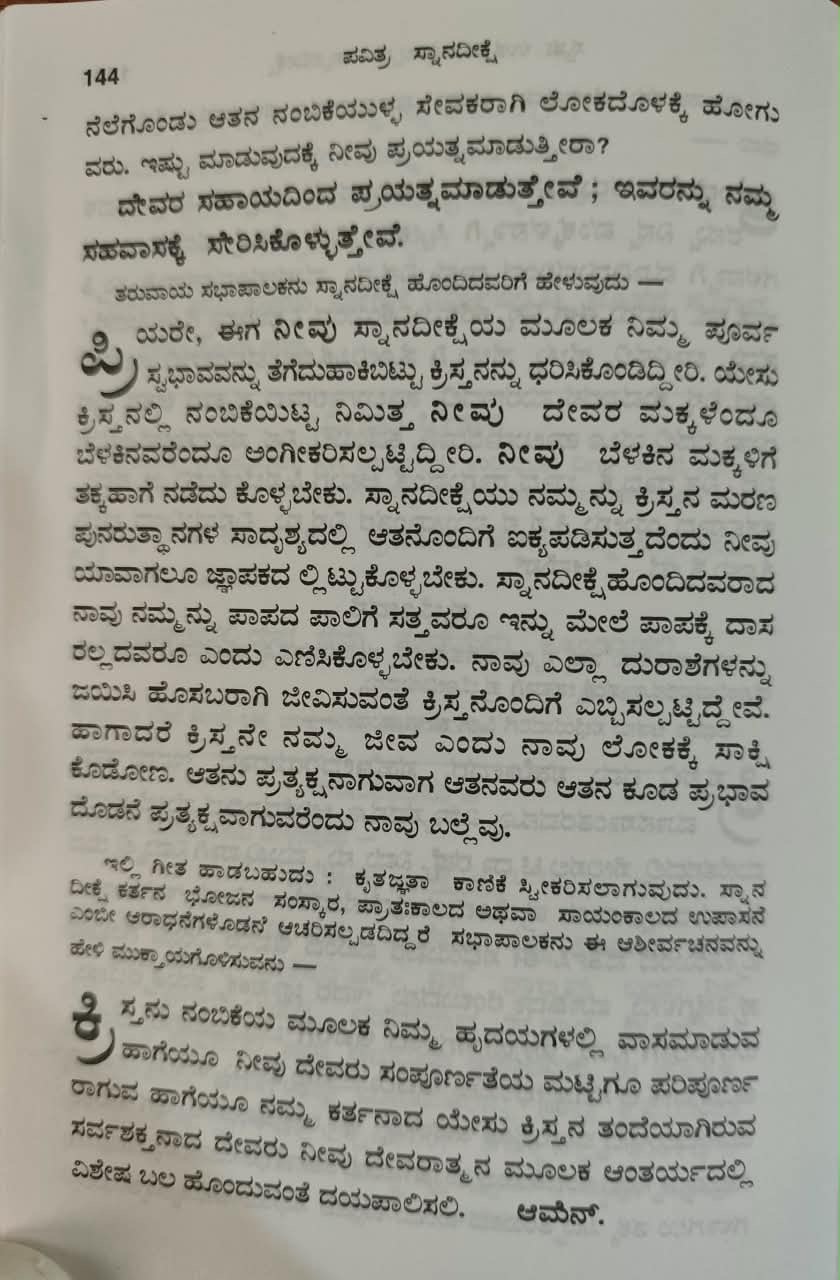 144
ಪವಿತ್ರ ಸ್ನಾನದೀಕ್ಷೆ
ನೆಲೆಗೊಂಡು ಆತನ ನಂಬಿಕೆಯುಳ್ಳ ಸೇವಕರಾಗಿ ಲೋಕದೊಳಕ್ಕೆ ಹೋಗು
ವರು. ಇಷ್ಟು ಮಾಡುವುದಕ್ಕೆ ನೀವು ಪ್ರಯತ್ನಮಾಡುತ್ತೀರಾ?
ದೇವರ ಸಹಾಯದಿಂದ ಪ್ರಯತ್ನಮಾಡುತ್ತೇವೆ ; ಇವರನ್ನು ನಮ್ಮ
ಸಹವಾಸಕ್ಕೆ ಸೇರಿಸಿಕೊಳ್ಳುತ್ತೇವೆ.
ತರುವಾಯ ಸಭಾಪಾಲಕನು ಸ್ನಾನದೀಕ್ಷೆ ಹೊಂದಿದವರಿಗೆ ಹೇಳುವುದು —
ಪ್ರಿಯರೇ, ಈಗ ನೀವು ಸ್ನಾನದೀಕ್ಷೆಯ ಮೂಲಕ ನಿಮ್ಮ ಪೂರ್ವ
ಸ್ವಭಾವವನ್ನು ತೆಗೆದುಹಾಕಿಬಿಟ್ಟು ಕ್ರಿಸ್ತನನ್ನು ಧರಿಸಿಕೊಂಡಿದ್ದೀರಿ. ಯೇಸು
ಕ್ರಿಸ್ತನಲ್ಲಿ ನಂಬಿಕೆಯಿಟ್ಟ ನಿಮಿತ್ತ ನೀವು ದೇವರ ಮಕ್ಕಳೆಂದೂ
ಬೆಳಕಿನವರೆಂದೂ ಅಂಗೀಕರಿಸಲ್ಪಟ್ಟಿದ್ದೀರಿ. ನೀವು ಬೆಳಕಿನ ಮಕ್ಕಳಿಗೆ
ತಕ್ಕಹಾಗೆ ನಡೆದು ಕೊಳ್ಳಬೇಕು. ಸ್ನಾನದೀಕ್ಷೆಯು ನಮ್ಮನ್ನು ಕ್ರಿಸ್ತನ ಮರಣ
ಪುನರುತ್ಥಾನಗಳ ಸಾದೃಶ್ಯದಲ್ಲಿ ಆತನೊಂದಿಗೆ ಐಕ್ಯಪಡಿಸುತ್ತದೆಂದು ನೀವು
ಯಾವಾಗಲೂ ಜ್ಞಾಪಕದ ಲ್ಲಿಟ್ಟುಕೊಳ್ಳಬೇಕು. ಸ್ನಾನದೀಕ್ಷೆಹೊಂದಿದವರಾದ
ನಾವು ನಮ್ಮನ್ನು ಪಾಪದ ಪಾಲಿಗೆ ಸತ್ತವರೂ ಇನ್ನು ಮೇಲೆ ಪಾಪಕ್ಕೆ ದಾಸ
ರಲ್ಲದವರೂ ಎಂದು ಎಣಿಸಿಕೊಳ್ಳಬೇಕು. ನಾವು ಎಲ್ಲಾ ದುರಾಶೆಗಳನ್ನು
ಜಯಿಸಿ ಹೊಸಬರಾಗಿ ಜೀವಿಸುವಂತೆ ಕ್ರಿಸ್ತನೊಂದಿಗೆ ಎಬ್ಬಿಸಲ್ಪಟ್ಟಿದ್ದೇವೆ.
ಹಾಗಾದರೆ ಕ್ರಿಸ್ತನೇ ನಮ್ಮ ಜೀವ ಎಂದು ನಾವು ಲೋಕಕ್ಕೆ ಸಾಕ್ಷಿ
ಕೊಡೋಣ. ಆತನು ಪ್ರತ್ಯಕ್ಷನಾಗುವಾಗ ಆತನವರು ಆತನ ಕೂಡ ಪ್ರಭಾವ
ದೊಡನೆ ಪ್ರತ್ಯಕ್ಷವಾಗುವರೆಂದು ನಾವು ಬಲ್ಲೆವು.
ಇಲ್ಲಿ ಗೀತ ಹಾಡಬಹುದು : ಕೃತಜ್ಞತಾ ಕಾಣಿಕೆ ಸ್ವೀಕರಿಸಲಾಗುವುದು. ಸ್ನಾನ
ದೀಕ್ಷೆ ಕರ್ತನ ಭೋಜನ ಸಂಸ್ಕಾರ, ಪ್ರಾತಃಕಾಲದ ಅಥವಾ ಸಾಯಂಕಾಲದ ಉಪಾಸನೆ
ಎಂಬೀ ಆರಾಧನೆಗಳೊಡನೆ ಆಚರಿಸಲ್ಪಡದಿದ್ದರೆ ಸಭಾಪಾಲಕನು ಈ ಆಶೀರ್ವಚನವನ್ನು
ಹೇಳಿ ಮುಕ್ತಾಯಗೊಳಿಸುವನು —
ಕ್ರಿಸ್ತನು ನಂಬಿಕೆಯ ಮೂಲಕ ನಿಮ್ಮ ಹೃದಯಗಳಲ್ಲಿ ವಾಸಮಾಡುವ
ಹಾಗೆಯೂ ನೀವು ದೇವರು ಸಂಪೂರ್ಣತೆಯ ಮಟ್ಟಿಗೂ ಪರಿಪೂರ್ಣ
ರಾಗುವ ಹಾಗೆಯೂ ನಮ್ಮ ಕರ್ತನಾದ ಯೇಸು ಕ್ರಿಸ್ತನ ತಂದೆಯಾಗಿರುವ
ಸರ್ವಶಕ್ತನಾದ ದೇವರು ನೀವು ದೇವರಾತ್ಮನ ಮೂಲಕ ಆಂತರ್ಯದಲ್ಲಿ
ವಿಶೇಷ ಬಲ ಹೊಂದುವಂತೆ ದಯಪಾಲಿಸಲಿ. ಆಮೆನ್.